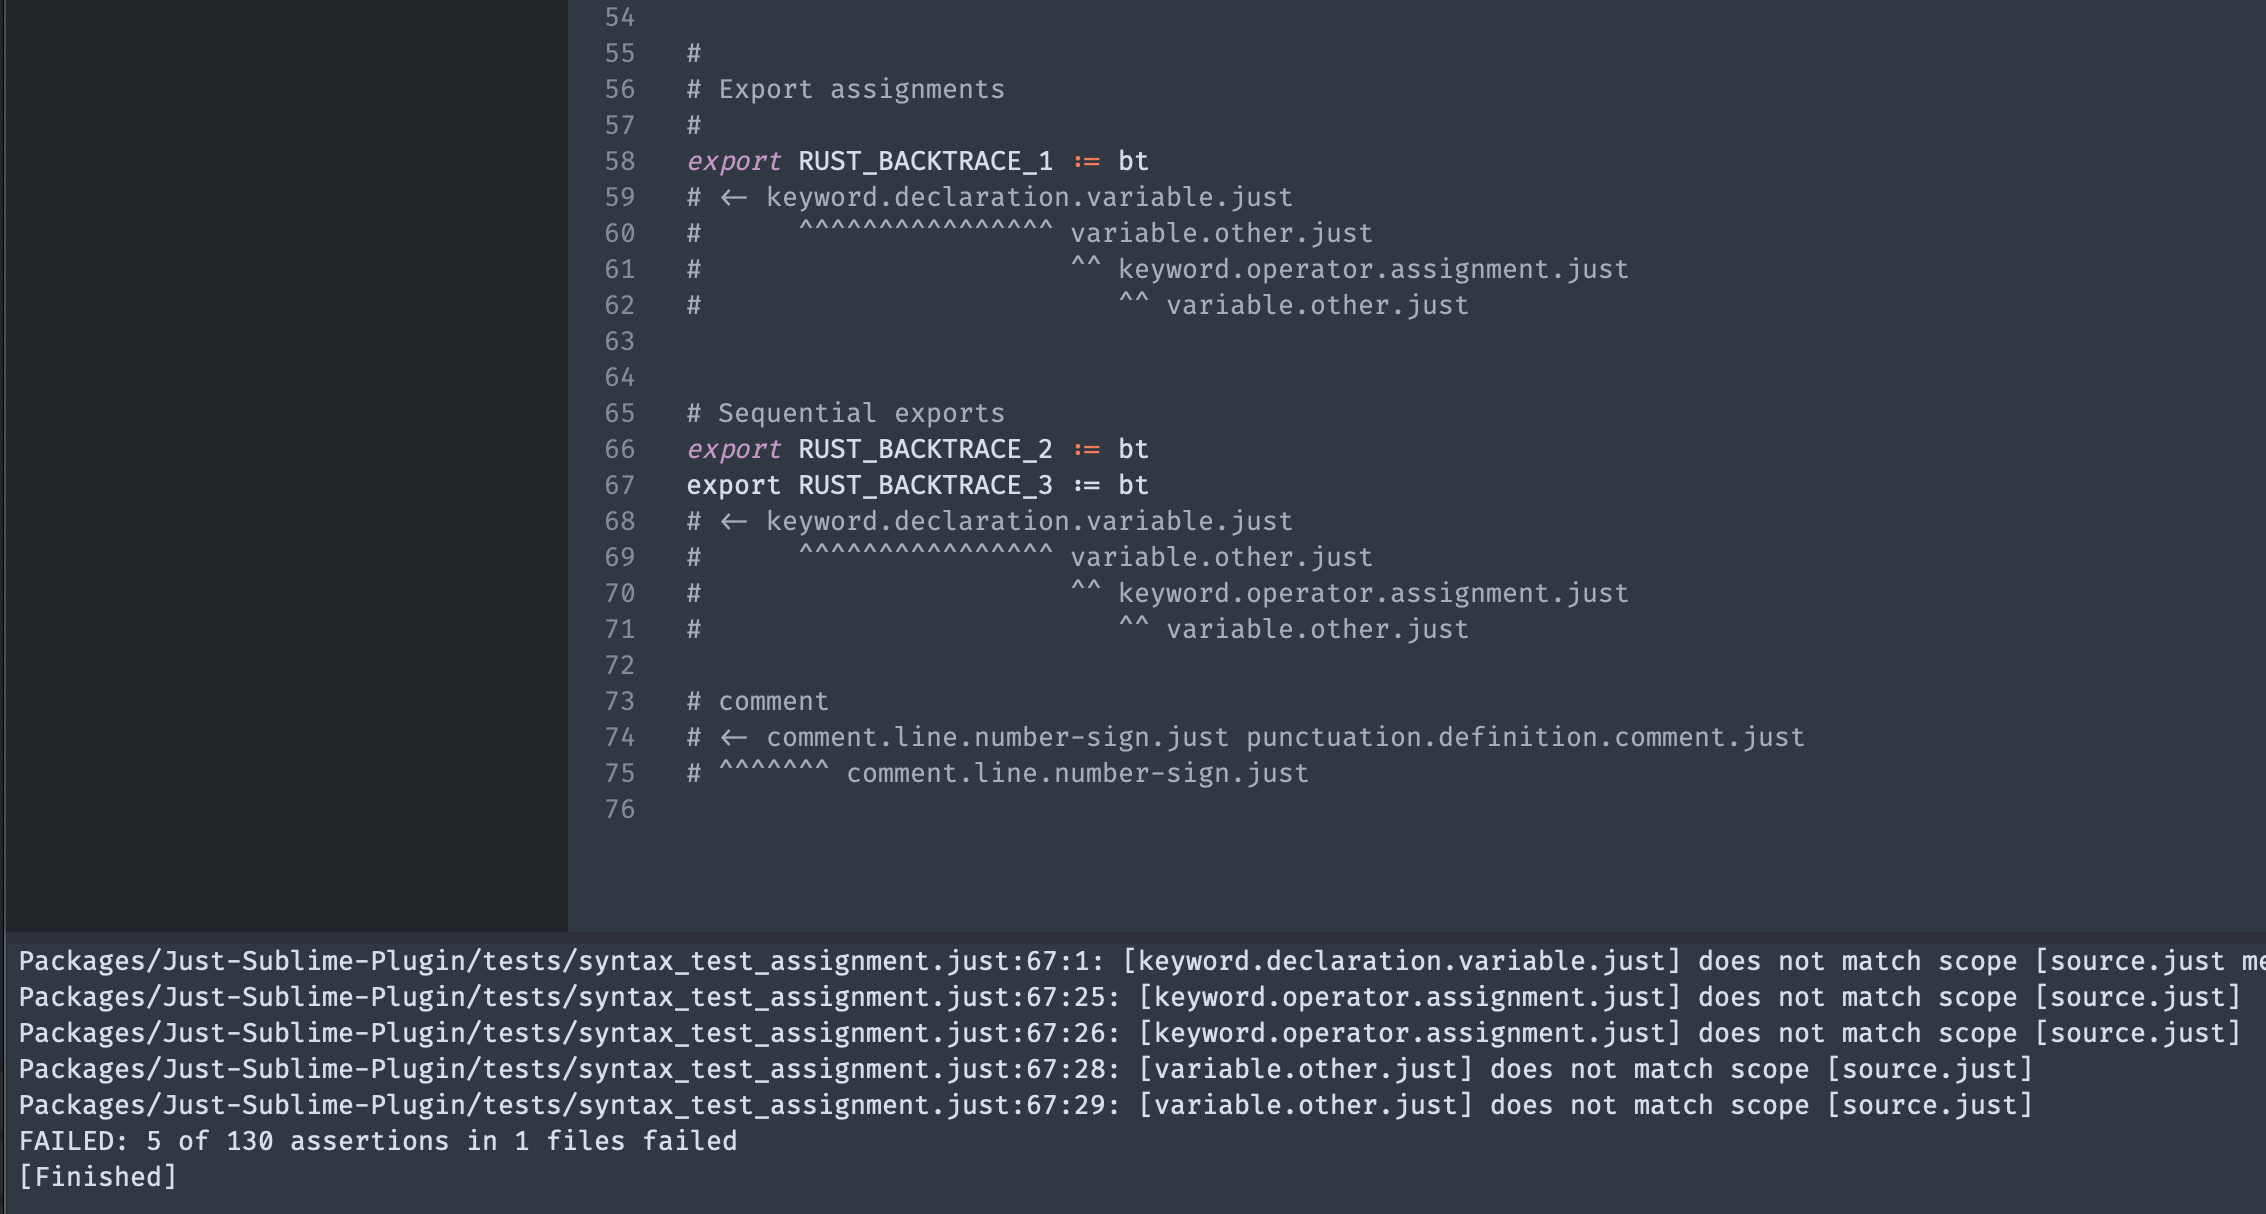 54
55 #
56 # Export assignments
57 #
58 export RUST_BACKTRACE_1 := bt
59 # <- keyword.declaration.variable.just
60 #      ^^^^^^^^^^^^^^^^ variable.other.just
61 #                       ^^ keyword.operator.assignment.just
62 #                          ^^ variable.other.just
63
64
65 # Sequential exports
66 export RUST_BACKTRACE_2 := bt
67 export RUST_BACKTRACE_3 := bt
68 # <- keyword.declaration.variable.just
69 #      ^^^^^^^^^^^^^^^^ variable.other.just
70 #                       ^^ keyword.operator.assignment.just
71 #                          ^^ variable.other.just
72
73 # comment
74 # <- comment.line.number-sign.just punctuation.definition.comment.just
75 # ^^^^^^^ comment.line.number-sign.just
76
Packages/Just-Sublime-Plugin/tests/syntax_test_assignment.just:67:1: [keyword.declaration.variable.just] does not match scope [source.just me
Packages/Just-Sublime-Plugin/tests/syntax_test_assignment.just:67:25: [keyword.operator.assignment.just] does not match scope [source.just]
Packages/Just-Sublime-Plugin/tests/syntax_test_assignment.just:67:26: [keyword.operator.assignment.just] does not match scope [source.just]
Packages/Just-Sublime-Plugin/tests/syntax_test_assignment.just:67:28: [variable.other.just] does not match scope [source.just]
Packages/Just-Sublime-Plugin/tests/syntax_test_assignment.just:67:29: [variable.other.just] does not match scope [source.just]
FAILED: 5 of 130 assertions in 1 files failed
[Finished]